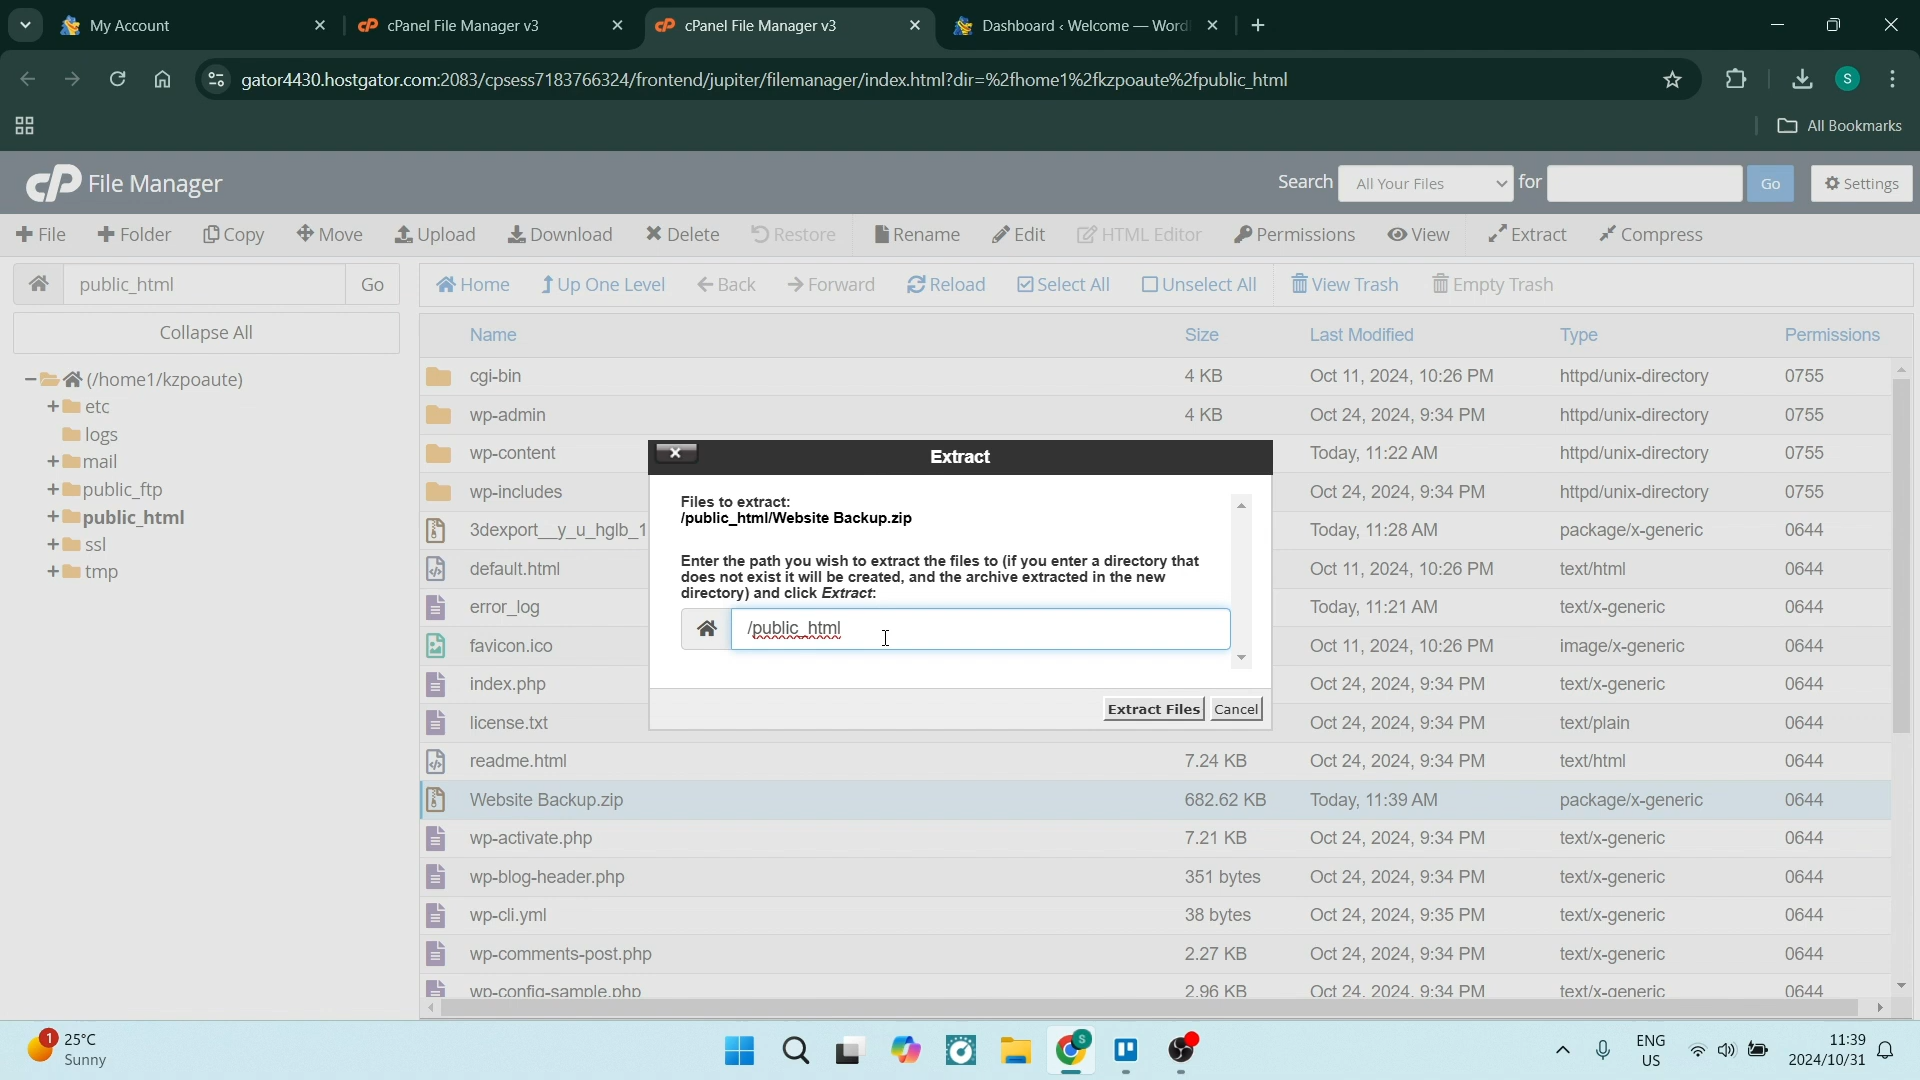 My Account
cPanel File Manager v3
cPanel File Manager v3
Dashboard ‹ Welcome — Word
gator4430.hostgator.com:2083/cpsess7183766324/frontend/jupiter/filemanager/index.html?dir=%2fhome1%2fkzpoaute%2fpublic_html
S
All Bookmarks
cP File Manager
Search All Your Files for Go Settings
File Folder Copy Move Upload Download Delete Restore Rename Edit HTML Editor Permissions View Extract Compress
public_html Go
Home Up One Level Back Forward Reload Select All Unselect All View Trash Empty Trash
Collapse All
(/home1/kzpoaute)
etc
logs
mail
public_ftp
public_html
ssl
tmp
Name Size Last Modified Type Permissions
cgi-bin 4 KB Oct 11, 2024, 10:26 PM httpd/unix-directory 0755
wp-admin 4 KB Oct 24, 2024, 9:34 PM httpd/unix-directory 0755
wp-content Today, 11:22 AM httpd/unix-directory 0755
wp-includes Oct 24, 2024, 9:34 PM httpd/unix-directory 0755
3dexport__y_u_hglb_1 Today, 11:28 AM package/x-generic 0644
default.html Oct 11, 2024, 10:26 PM text/html 0644
error_log Today, 11:21 AM text/x-generic 0644
favicon.ico Oct 11, 2024, 10:26 PM image/x-generic 0644
index.php Oct 24, 2024, 9:34 PM text/x-generic 0644
license.txt Oct 24, 2024, 9:34 PM text/plain 0644
readme.html 7.24 KB Oct 24, 2024, 9:34 PM text/html 0644
Website Backup.zip 682.62 KB Today, 11:39 AM package/x-generic 0644
wp-activate.php 7.21 KB Oct 24, 2024, 9:34 PM text/x-generic 0644
wp-blog-header.php 351 bytes Oct 24, 2024, 9:34 PM text/x-generic 0644
wp-cli.yml 38 bytes Oct 24, 2024, 9:35 PM text/x-generic 0644
wp-comments-post.php 2.27 KB Oct 24, 2024, 9:34 PM text/x-generic 0644
wp-config-sample.php 2.96 KB Oct 24, 2024, 9:34 PM text/x-generic 0644
Extract
Files to extract:
/public_html/Website Backup.zip
Enter the path you wish to extract the files to (if you enter a directory that
does not exist it will be created, and the archive extracted in the new
directory) and click Extract:
/public_html
Extract Files Cancel
1
25°C
Sunny
S
ENG
US
11:39
2024/10/31